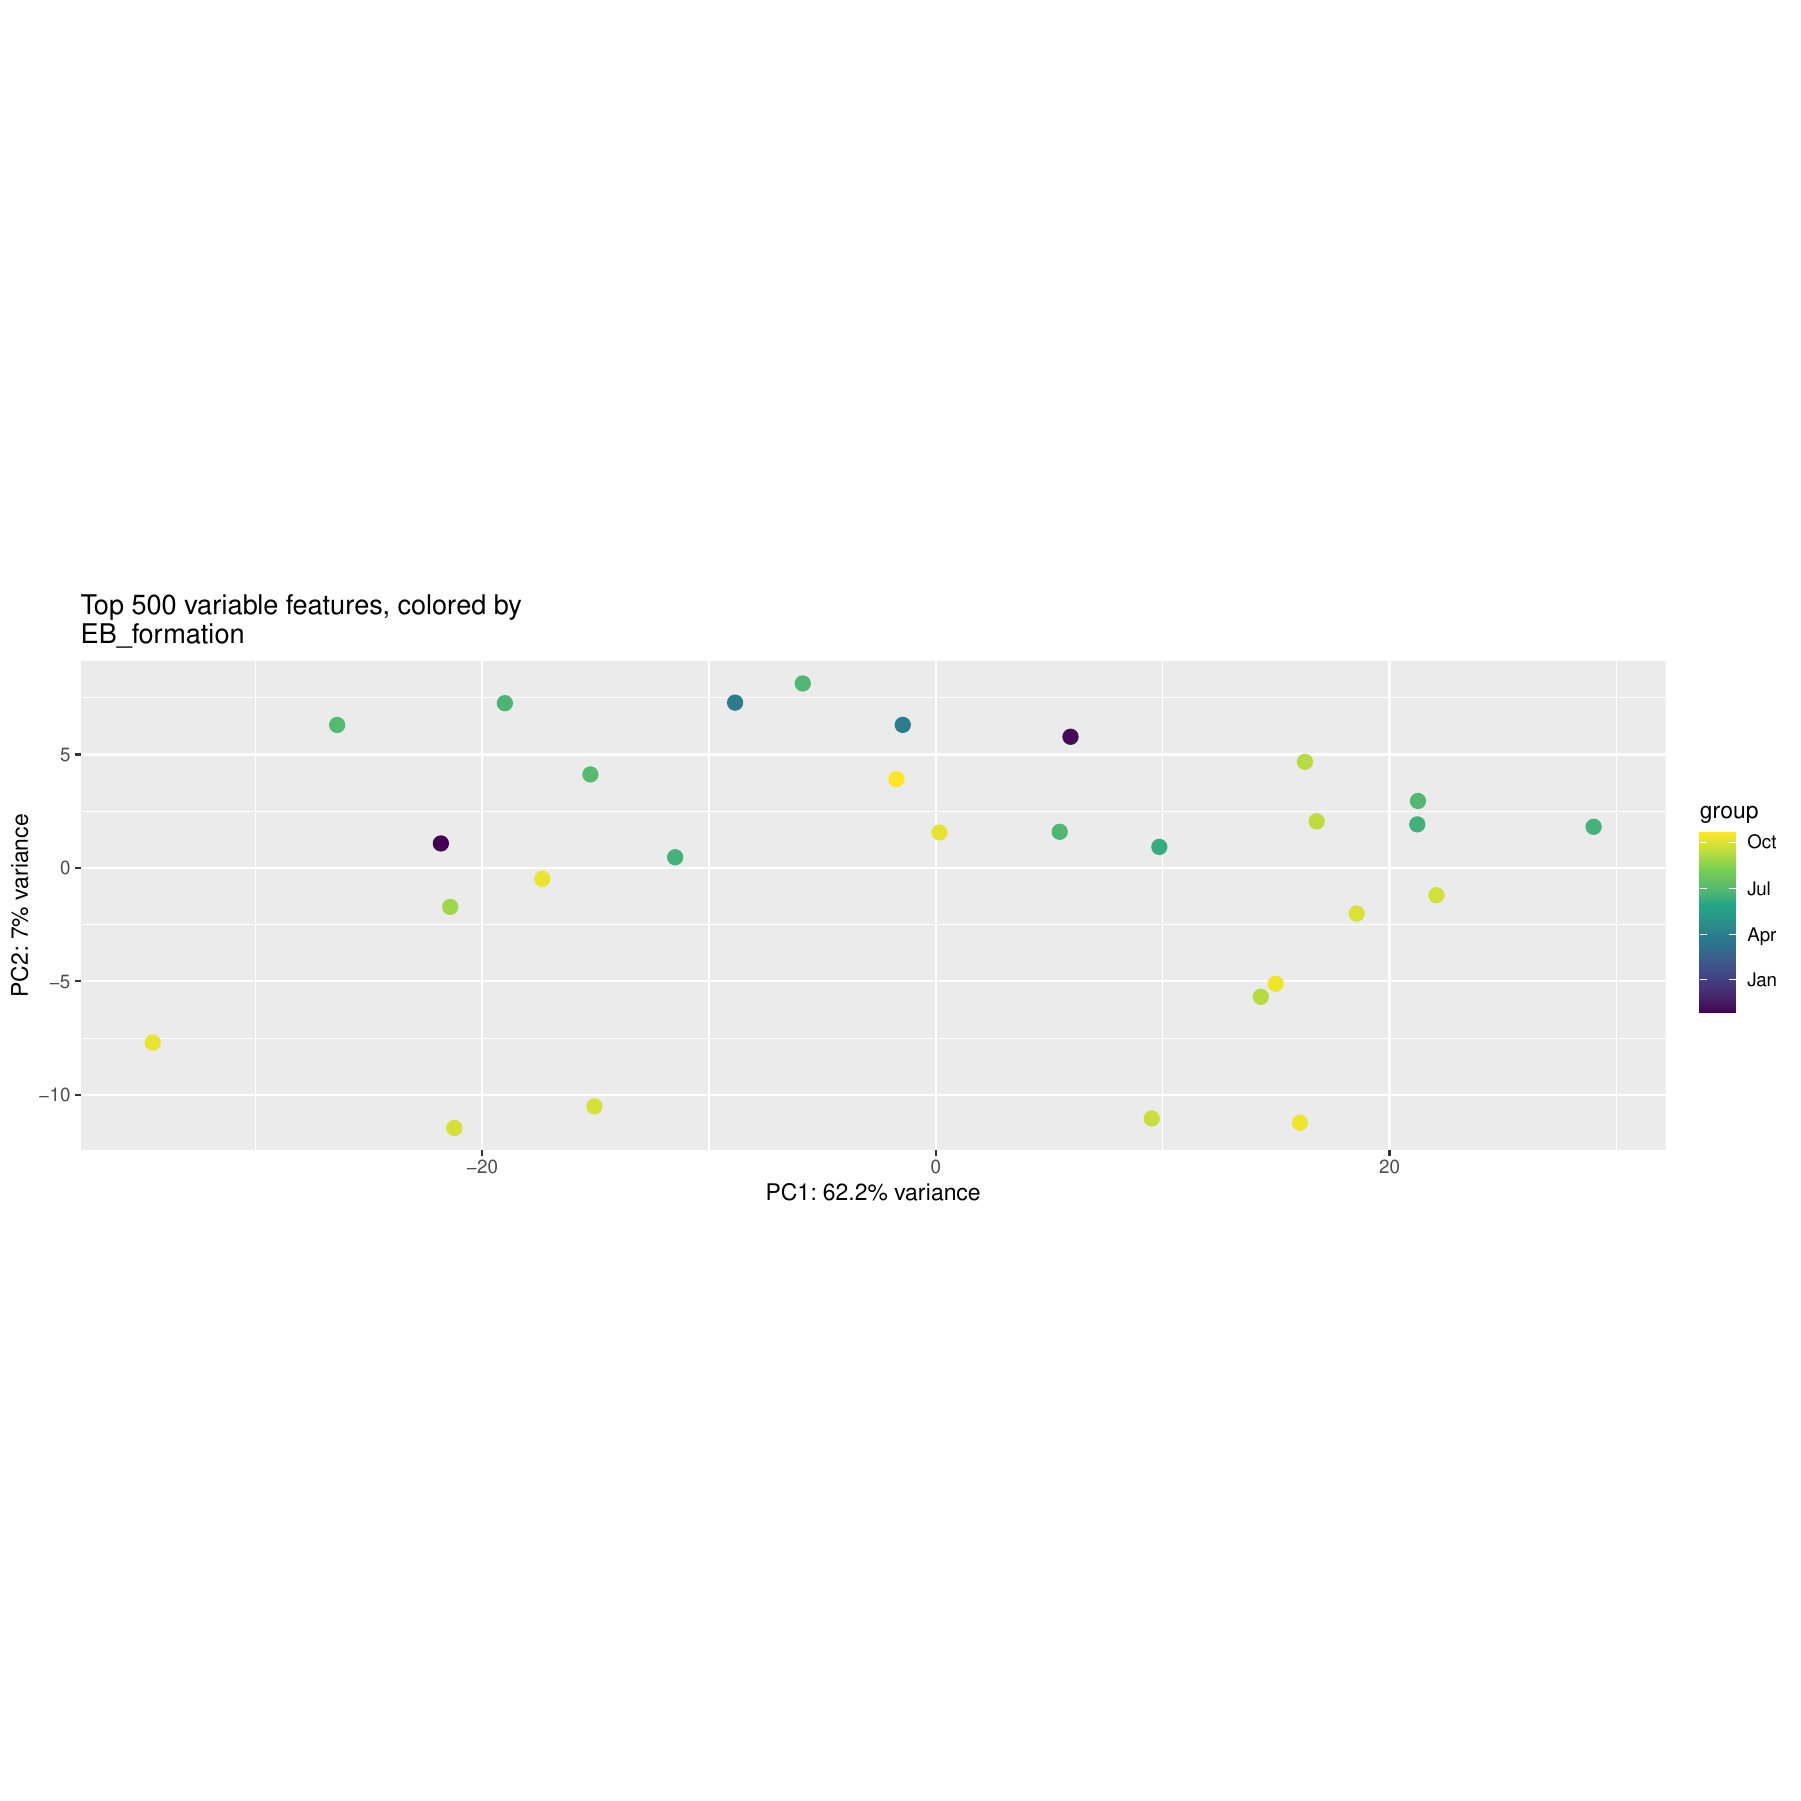 Top 500 variable features, colored by
EB_formation
PC2: 7% variance
5
0
−5
−10
−20
0
20
PC1: 62.2% variance
group
Oct
Jul
Apr
Jan